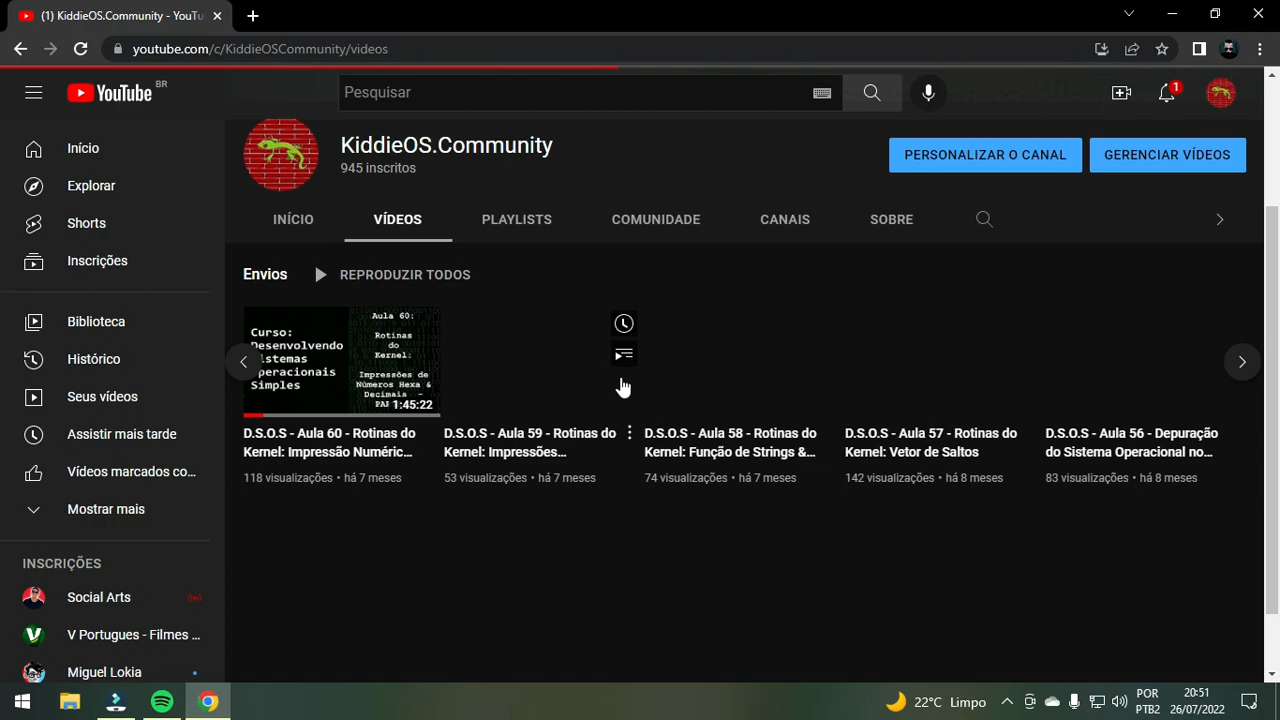 (1) KiddieOS.Community - YouTu
youtube.com/c/KiddieOSCommunity/videos
YouTube BR
Pesquisar
1
Início
Explorar
Shorts
Inscrições
Biblioteca
Histórico
Seus vídeos
Assistir mais tarde
Vídeos marcados co...
Mostrar mais
INSCRIÇÕES
Social Arts
V Portugues - Filmes ...
Miguel Lokia
KiddieOS.Community
945 inscritos
PERSONALIZAR O CANAL
GERENCIAR VÍDEOS
INÍCIO
VÍDEOS
PLAYLISTS
COMUNIDADE
CANAIS
SOBRE
Envios
REPRODUZIR TODOS
Curso:
Desenvolvendo
Sistemas
Operacionais
Simples
Aula 60:
Rotinas
do
Kernel:
Impressões de
Números Hexa &
Decimais -
PAR
1:45:22
D.S.O.S - Aula 60 - Rotinas do
Kernel: Impressão Numéric...
118 visualizações • há 7 meses
D.S.O.S - Aula 59 - Rotinas do
Kernel: Impressões...
53 visualizações • há 7 meses
D.S.O.S - Aula 58 - Rotinas do
Kernel: Função de Strings &...
74 visualizações • há 7 meses
D.S.O.S - Aula 57 - Rotinas do
Kernel: Vetor de Saltos
142 visualizações • há 8 meses
D.S.O.S - Aula 56 - Depuração
do Sistema Operacional no...
83 visualizações • há 8 meses
22°C Limpo
POR
PTB2
20:51
26/07/2022